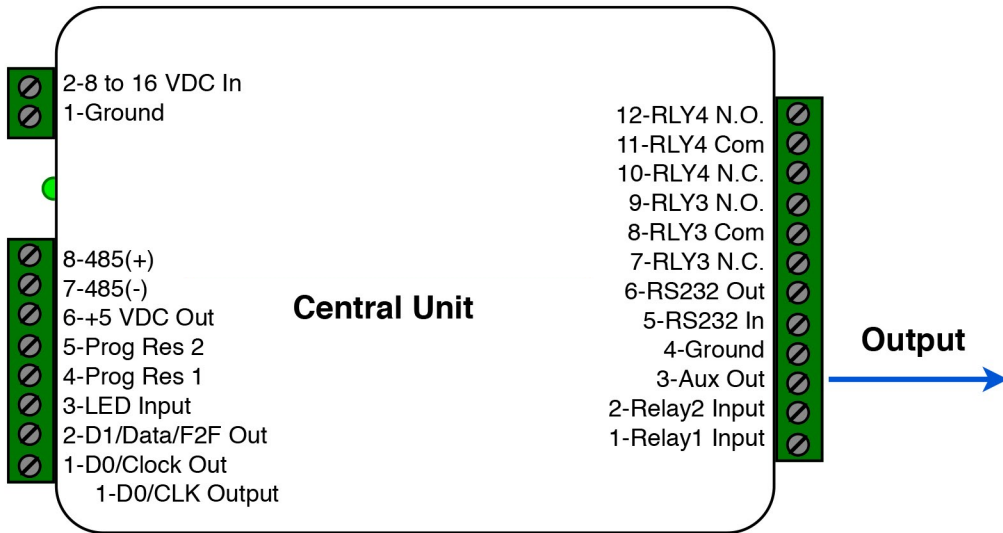 2-8 to 16 VDC In
1-Ground
8-485(+)
7-485(-)
6-+5 VDC Out
5-Prog Res 2
4-Prog Res 1
3-LED Input
2-D1/Data/F2F Out
1-D0/Clock Out
1-D0/CLK Output
Central Unit
12-RLY4 N.O.
11-RLY4 Com
10-RLY4 N.C.
9-RLY3 N.O.
8-RLY3 Com
7-RLY3 N.C.
6-RS232 Out
5-RS232 In
4-Ground
3-Aux Out
2-Relay2 Input
1-Relay1 Input
Output